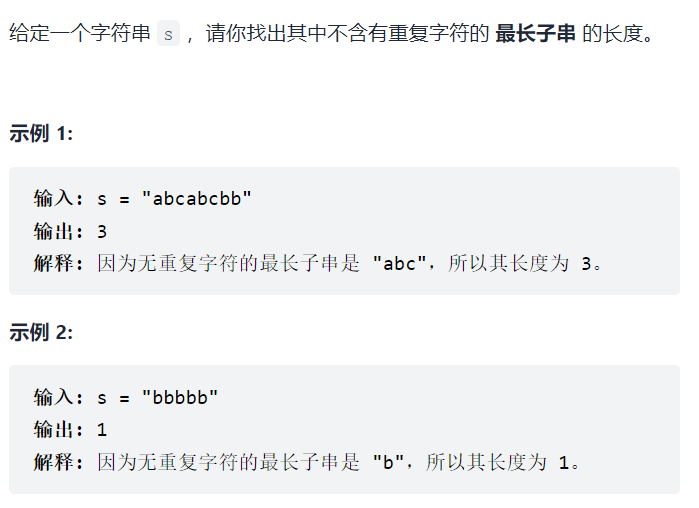 给定一个字符串 s ，请你找出其中不含有重复字符的 最长子串 的长度。
示例 1:
输入: s = "abcabcbb"
输出: 3
解释: 因为无重复字符的最长子串是 "abc"，所以其长度为 3。
示例 2:
输入: s = "bbbbb"
输出: 1
解释: 因为无重复字符的最长子串是 "b"，所以其长度为 1。